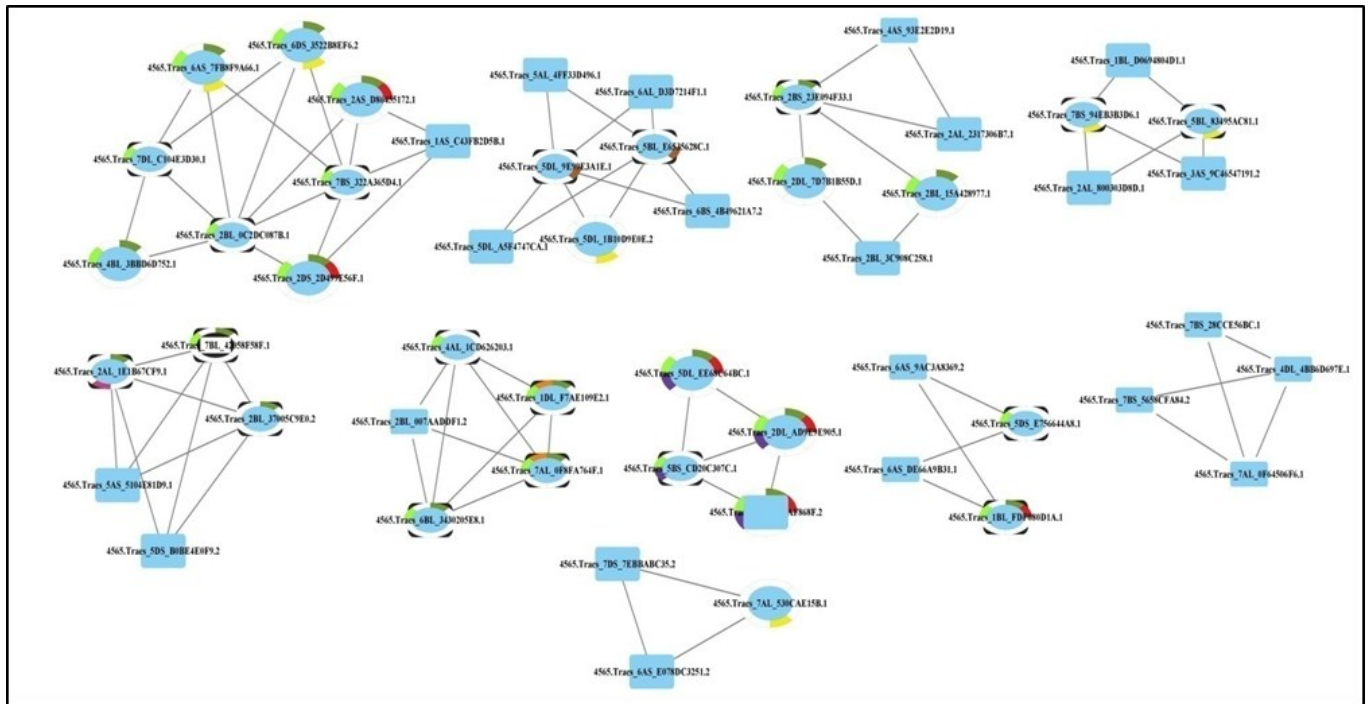 4565.Traes_6DS_3522B8EF6.2
4565.Traes_6AS_7FB8F9A66.1
4565.Traes_2AS_D86E55172.1
4565.Traes_1AS_C43FB2D5B.1
4565.Traes_7DL_C104E3D30.1
4565.Traes_7BS_322A365D4.1
4565.Traes_2BL_0C2DC087B.1
4565.Traes_4BL_3BBD6D752.1
4565.Traes_2DS_2D499E56F.1
4565.Traes_5AL_4FF33D496.1
4565.Traes_6AL_D3D7214F1.1
4565.Traes_5BL_E6535628C.1
4565.Traes_5DL_9E99E3A1E.1
4565.Traes_6BS_4B49621A7.2
4565.Traes_5DL_A5F4747CA.1
4565.Traes_5DL_1B10D9E0E.2
4565.Traes_4AS_93E2E2D19.1
4565.Traes_2BS_23E094F33.1
4565.Traes_2AL_2317306B7.1
4565.Traes_2DL_7D7B1B55D.1
4565.Traes_2BL_15A428977.1
4565.Traes_2BL_3C908C258.1
4565.Traes_1BL_D0694804D1.1
4565.Traes_7BS_94EB3B3D6.1
4565.Traes_5BL_83495AC81.1
4565.Traes_3AS_9C46547191.2
4565.Traes_2AL_800303D8D.1
4565.Traes_7BL_42058F58F.1
4565.Traes_2AL_1E1B67CF9.1
4565.Traes_2BL_37005C9E0.2
4565.Traes_5AS_5104E81D9.1
4565.Traes_5DS_B0BE4E0F9.2
4565.Traes_4AL_1CD626203.1
4565.Traes_1DL_F7AE109E2.1
4565.Traes_2BL_007AADDF1.2
4565.Traes_7AL_0F8FA764F.1
4565.Traes_6BL_3430205E8.1
4565.Traes_5DL_EE68C64BC.1
4565.Traes_2DL_AD9E9E905.1
4565.Traes_5BS_CD20C307C.1
4565.Traes_6AS_9AC3A8369.2
4565.Traes_5DS_E756644A8.1
4565.Traes_6AS_DE66A9B31.1
4565.Traes_7BS_28CCE56BC.1
4565.Traes_4DL_4BB6D697E.1
4565.Traes_7BS_5658CFA84.2
4565.Traes_7AL_0F64506F6.1
4565.Traes_7DS_7EBBABC35.2
4565.Traes_7AL_530CAE15B.1
4565.Traes_6AS_E078DC3251.2